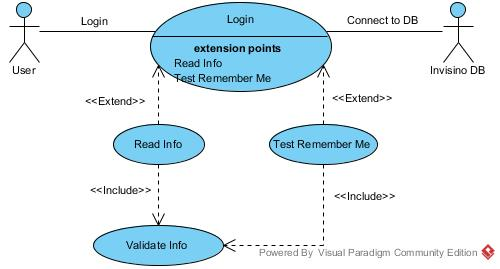 Login
Login
Connect to DB
extension points
Read Info
Test Remember Me
User
Invisino DB
<<Extend>>
<<Extend>>
Read Info
Test Remember Me
<<Include>>
<<Include>>
Validate Info
Powered By Visual Paradigm Community Edition